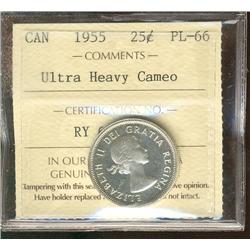 CAN 1955 25¢ PL-66
COMMENTS
Ultra Heavy Cameo
CERTIFICATION NO.
RY
IN OUR
GENUIN
Tampering with this sea
opinion.
Have holder replaced
not intact.
ELIZABETH II DEI GRATIA REGINA